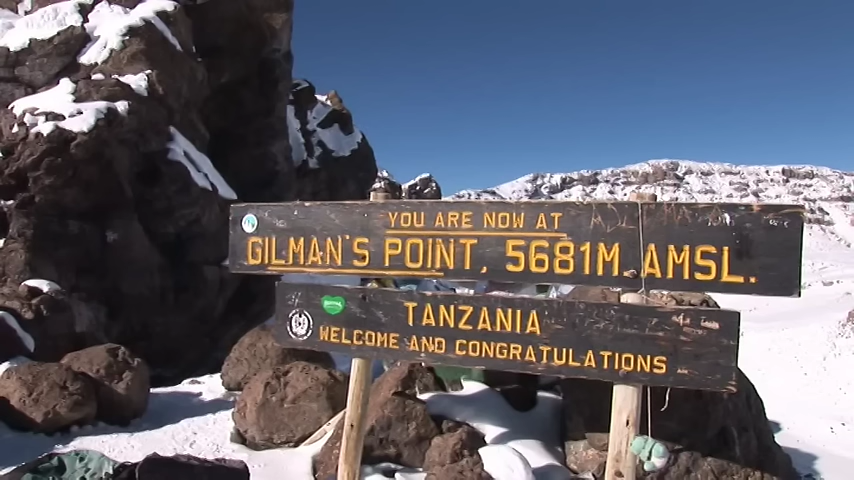 YOU ARE NOW AT
GILMAN'S POINT, 5681M AMSL.
TANZANIA
WELCOME AND CONGRATULATIONS